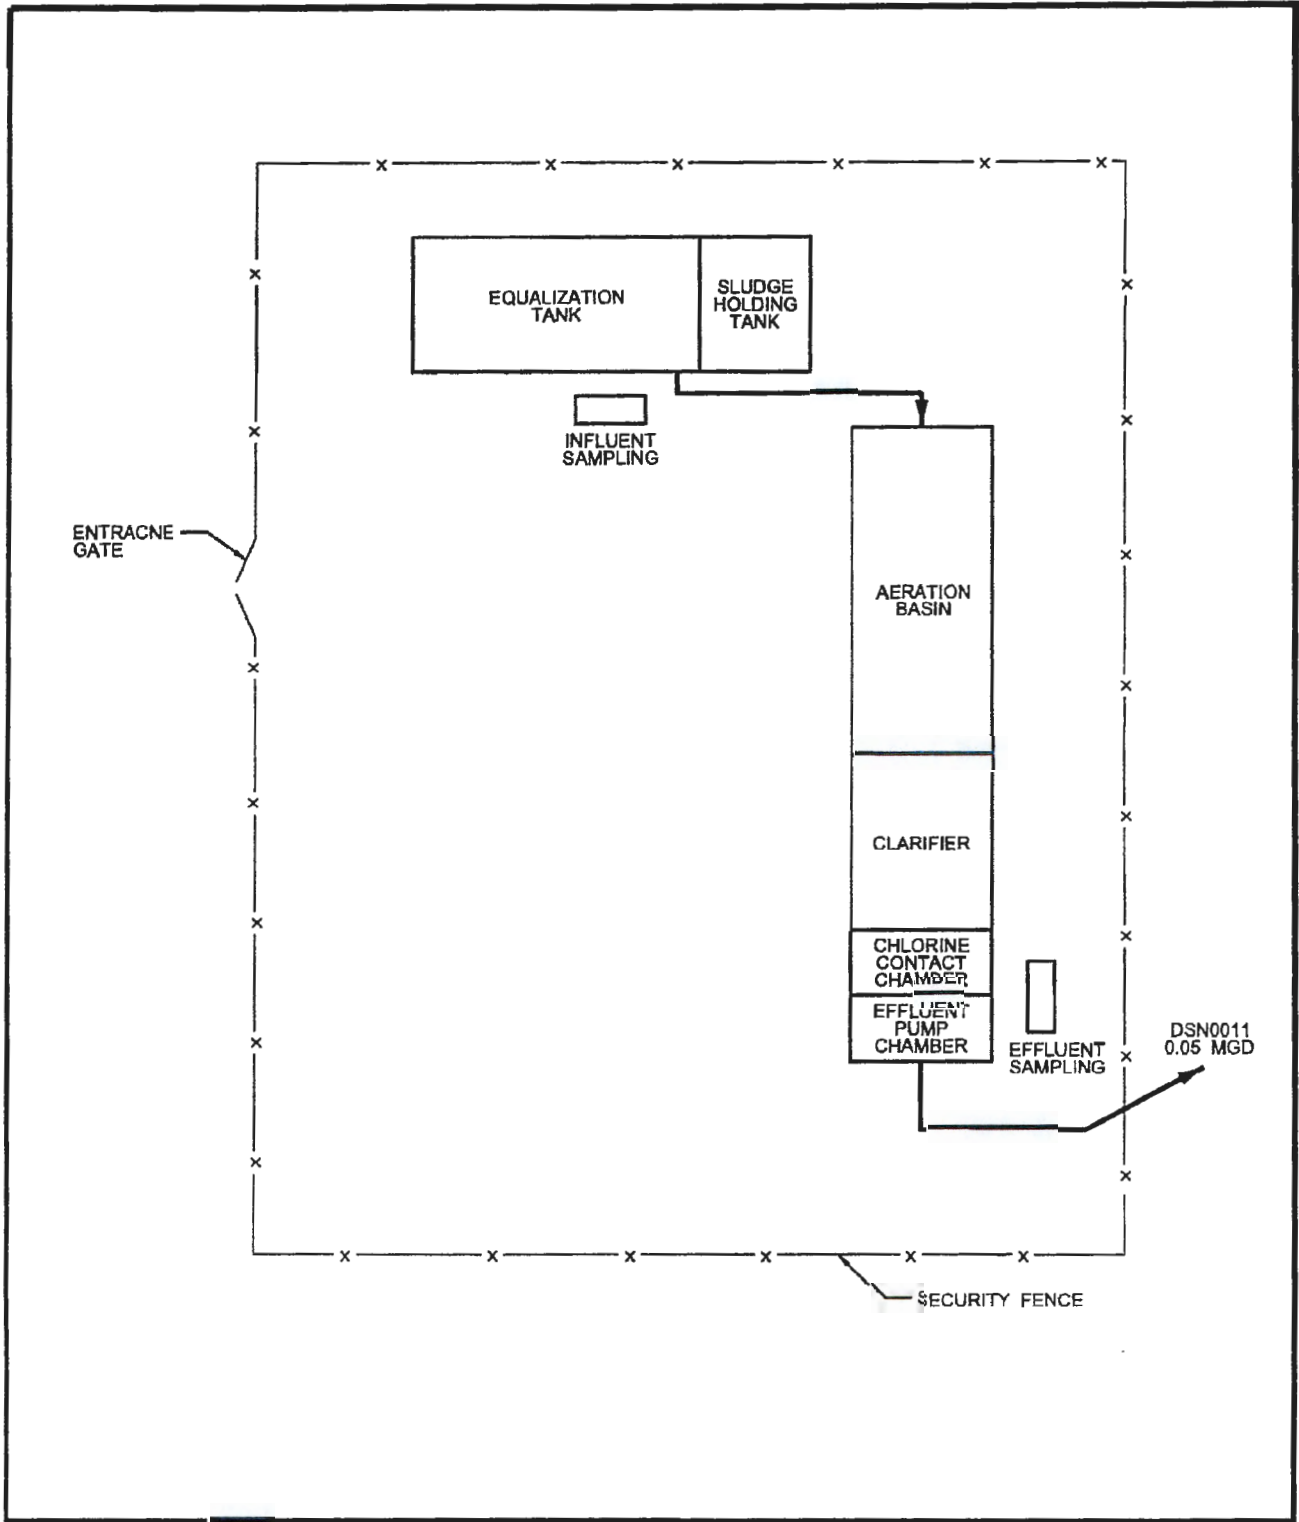 EQUALIZATION
TANK
SLUDGE
HOLDING
TANK
INFLUENT
SAMPLING
ENTRACNE
GATE
AERATION
BASIN
CLARIFIER
CHLORINE
CONTACT
CHAMBER
EFFLUENT
PUMP
CHAMBER
EFFLUENT
SAMPLING
DSN0011
0.05 MGD
SECURITY FENCE